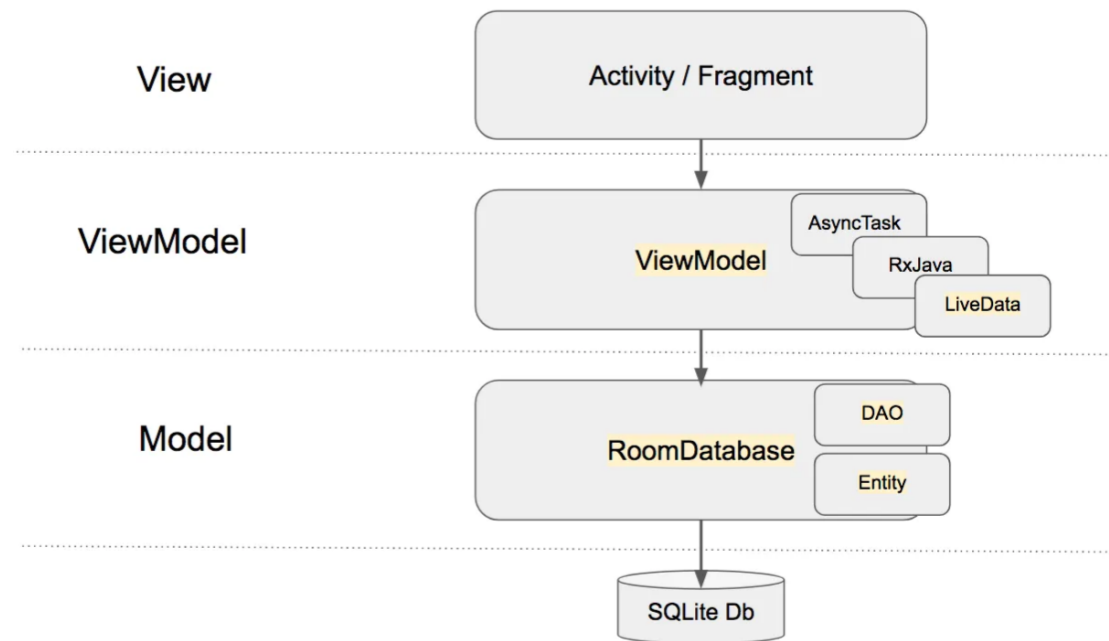 View
Activity / Fragment
ViewModel
ViewModel
AsyncTask
RxJava
LiveData
Model
RoomDatabase
DAO
Entity
SQLite Db